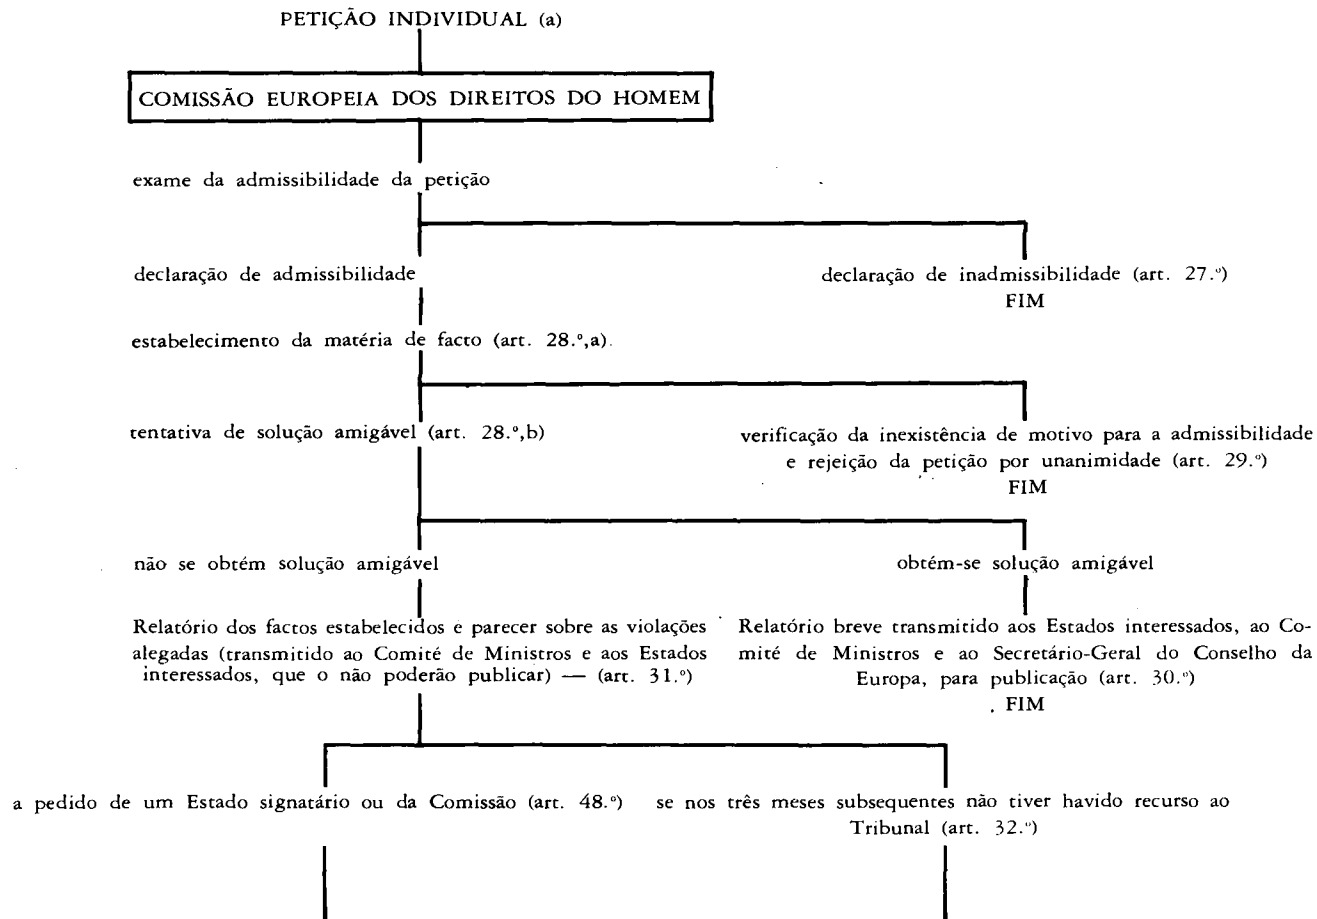 PETIÇÃO INDIVIDUAL (a)
COMISSÃO EUROPEIA DOS DIREITOS DO HOMEM
exame da admissibilidade da petição
declaração de admissibilidade
declaração de inadmissibilidade (art. 27.º)
FIM
estabelecimento da matéria de facto (art. 28.º,a).
tentativa de solução amigável (art. 28.º,b)
verificação da inexistência de motivo para a admissibilidade
e rejeição da petição por unanimidade (art. 29.º)
FIM
não se obtém solução amigável
obtém-se solução amigável
Relatório dos factos estabelecidos e parecer sobre as violações
alegadas (transmitido ao Comité de Ministros e aos Estados
interessados, que o não poderão publicar) — (art. 31.º)
Relatório breve transmitido aos Estados interessados, ao Co-
mité de Ministros e ao Secretário-Geral do Conselho da
Europa, para publicação (art. 30.º)
FIM
a pedido de um Estado signatário ou da Comissão (art. 48.º)
se nos três meses subsequentes não tiver havido recurso ao
Tribunal (art. 32.º)